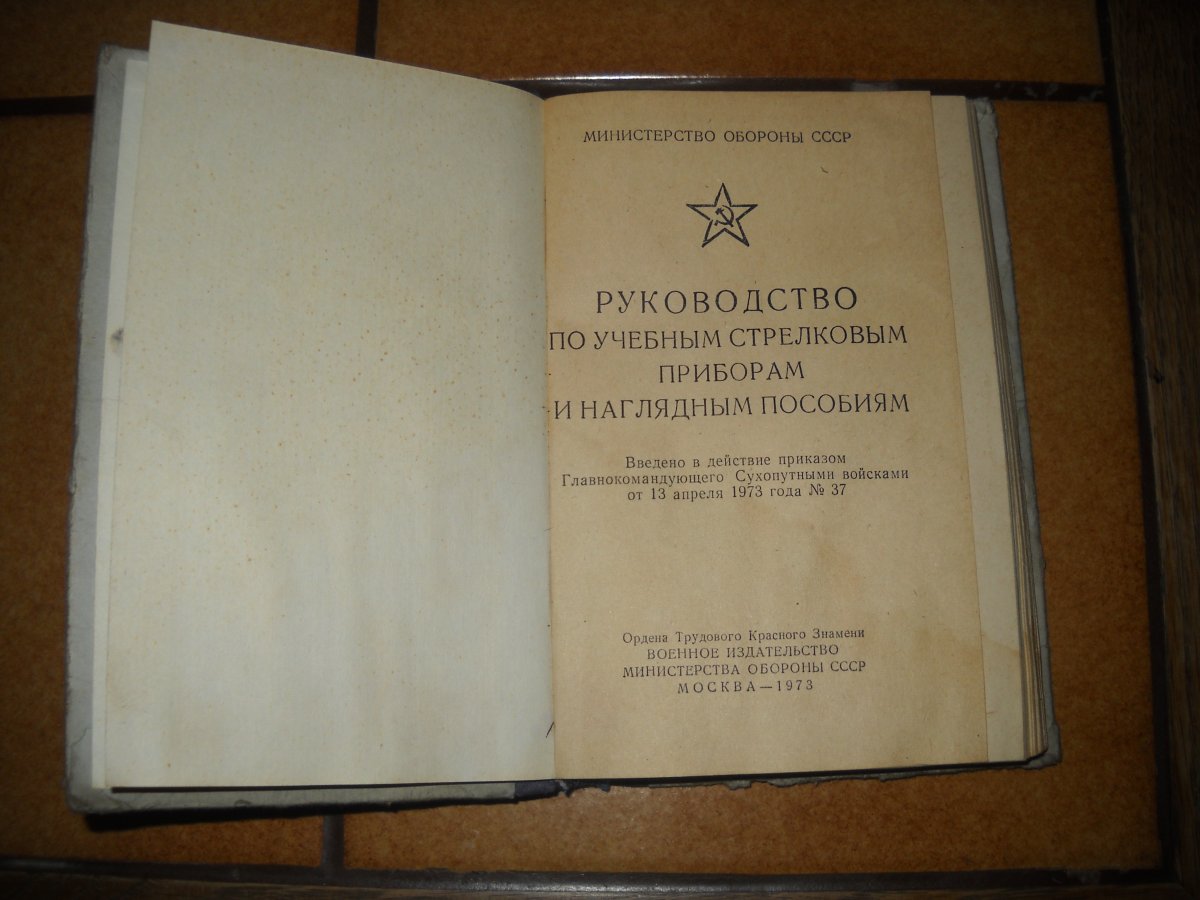 МИНИСТЕРСТВО ОБОРОНЫ СССР
РУКОВОДСТВО
ПО УЧЕБНЫМ СТРЕЛКОВЫМ
ПРИБОРАМ
И НАГЛЯДНЫМ ПОСОБИЯМ
Введено в действие приказом
Главнокомандующего Сухопутными войсками
от 13 апреля 1973 года № 37
Ордена Трудового Красного Знамени
ВОЕННОЕ ИЗДАТЕЛЬСТВО
МИНИСТЕРСТВА ОБОРОНЫ СССР
МОСКВА—1973